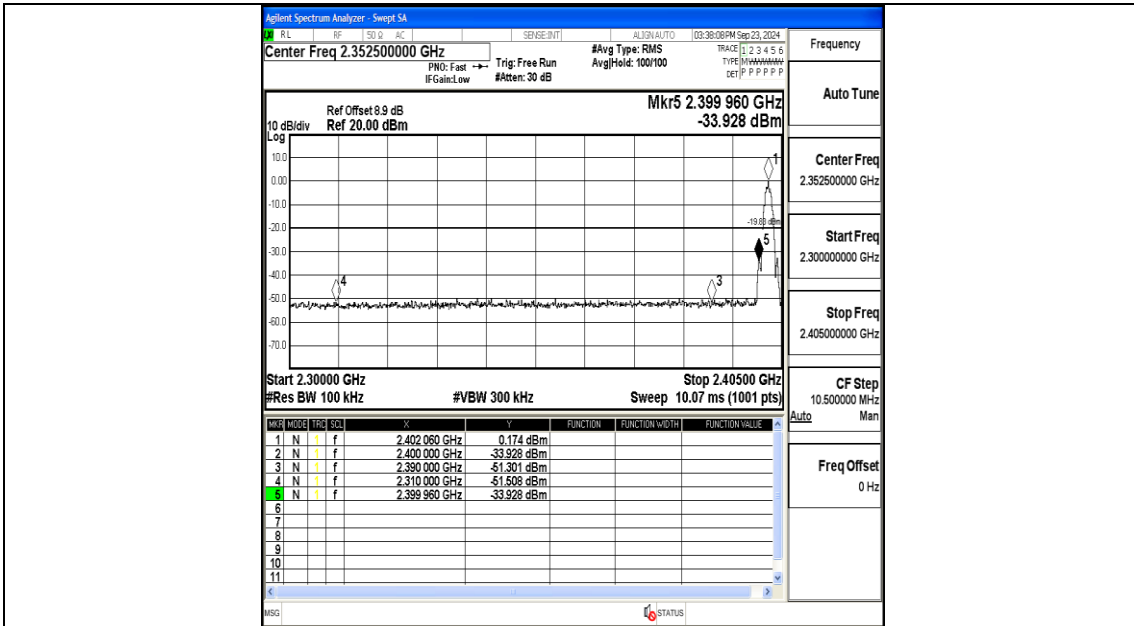 Agilent Spectrum Analyzer - Swept SA
RL RF 50 Ω AC SENSE:INT ALIGN AUTO 03:38:08 PM Sep 23, 2024
Center Freq 2.352500000 GHz
PNO: Fast
IFGain:Low
Trig: Free Run
#Atten: 30 dB
#Avg Type: RMS
Avg|Hold: 100/100
TRACE 1 2 3 4 5 6
TYPE
DET P P P P P P
Frequency
Auto Tune
Center Freq
2.352500000 GHz
Start Freq
2.300000000 GHz
Stop Freq
2.405000000 GHz
CF Step
10.500000 MHz
Auto Man
Freq Offset
0 Hz
Mkr5 2.399 960 GHz
-33.928 dBm
Ref Offset 8.9 dB
10 dB/div Ref 20.00 dBm
Log
10.0
0.00
-10.0
-20.0
-30.0
-40.0
-50.0
-60.0
-70.0
1
-19.83 dBm
5
4
3
Start 2.30000 GHz Stop 2.40500 GHz
#Res BW 100 kHz #VBW 300 kHz Sweep 10.07 ms (1001 pts)
MKR MODE TRC SCL X Y FUNCTION FUNCTION WIDTH FUNCTION VALUE
1 N 1 f 2.402 060 GHz 0.174 dBm
2 N 1 f 2.400 000 GHz -33.928 dBm
3 N 1 f 2.390 000 GHz -51.301 dBm
4 N 1 f 2.310 000 GHz -51.508 dBm
5 N 1 f 2.399 960 GHz -33.928 dBm
6
7
8
9
10
11
MSG STATUS